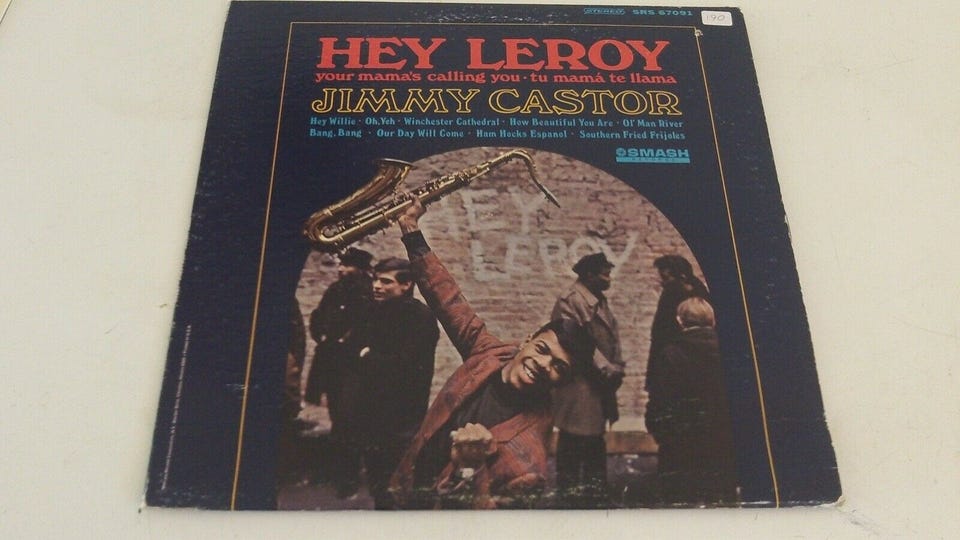 STEREO SRS 67091
190
HEY LEROY
your mama's calling you · tu mamá te llama
JIMMY CASTOR
Hey Willie · Oh, Yeh · Winchester Cathedral · How Beautiful You Are · Ol' Man River
Bang, Bang · Our Day Will Come · Ham Hocks Espanol · Southern Fried Frijoles
SMASH
RECORDS
HEY
LEROY